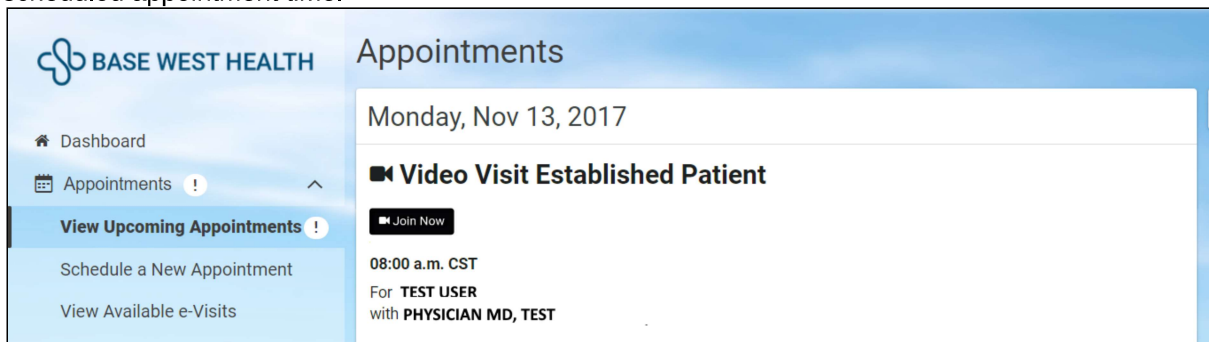 scheduled appointment time.
BASE WEST HEALTH
Dashboard
Appointments !
View Upcoming Appointments !
Schedule a New Appointment
View Available e-Visits
Appointments
Monday, Nov 13, 2017
Video Visit Established Patient
Join Now
08:00 a.m. CST
For TEST USER
with PHYSICIAN MD, TEST